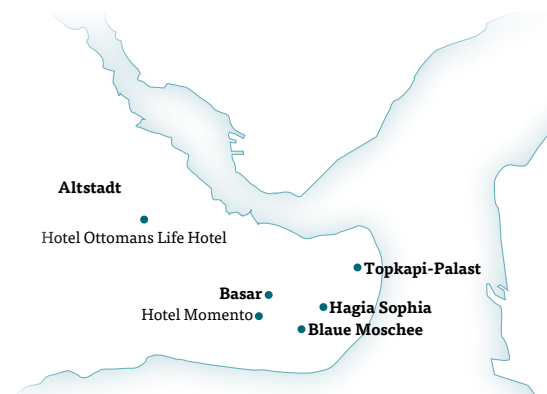 Altstadt
Hotel Ottomans Life Hotel
Topkapi-Palast
Basar
Hagia Sophia
Hotel Momento
Blaue Moschee